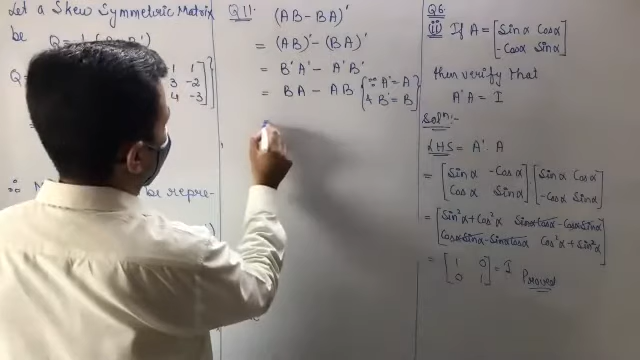 Let a Skew Symmetric Matrix
be Q = 1/2 ( B')
Q =
1 1
3 -2
4 -3
be repre-
Q11. (AB - BA)'
= (AB)' - (BA)'
= B'A' - A'B'
= BA - AB {∵ A' = A
& B' = B}
Q6.
(ii) If A = [Sin α Cos α
-Cos α Sin α]
then verify that
A'A = I
Solⁿ:-
LHS = A'. A
= [Sin α -Cos α [Sin α Cos α
Cos α Sin α] -Cos α Sin α]
= [Sin²α + Cos²α Sinα Cosα - Cosα Sinα
Cosα Sinα - Sinα Cosα Cos²α + Sin²α]
= [1 0
0 1] = I Proved